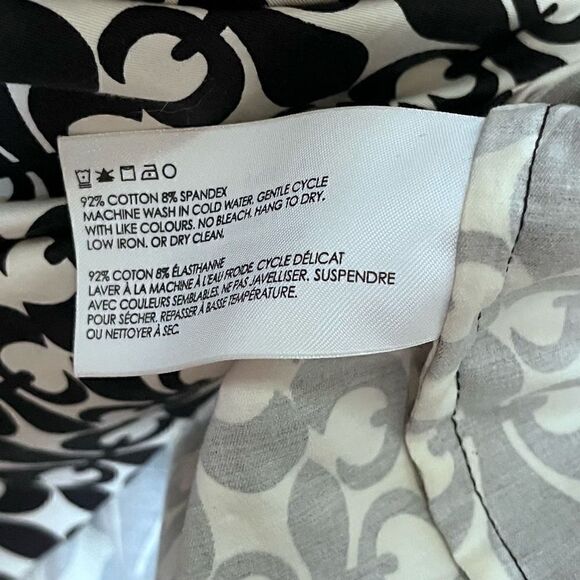 92% COTTON 8% SPANDEX
MACHINE WASH IN COLD WATER. GENTLE CYCLE
WITH LIKE COLOURS. NO BLEACH. HANG TO DRY.
LOW IRON. OR DRY CLEAN.
92% COTON 8% ÉLASTHANNE
LAVER À LA MACHINE À L'EAU FROIDE. CYCLE DÉLICAT
AVEC COULEURS SEMBLABLES. NE PAS JAVELLISER. SUSPENDRE
POUR SÉCHER. REPASSER À BASSE TEMPÉRATURE.
OU NETTOYER À SEC